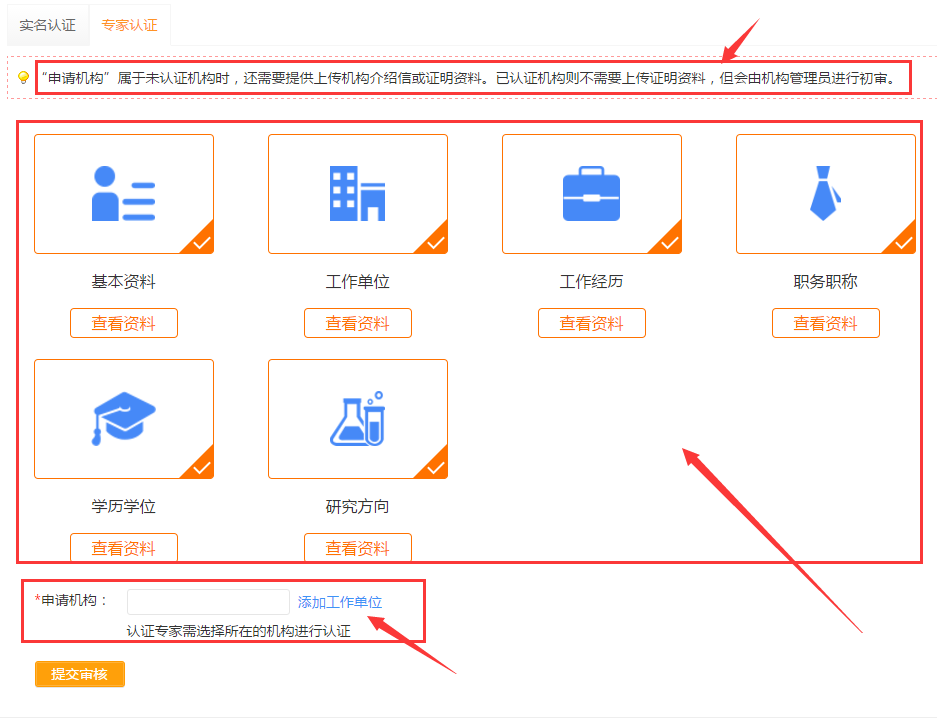 实名认证 专家认证
“申请机构”属于未认证机构时，还需要提供上传机构介绍信或证明资料。已认证机构则不需要上传证明资料，但会由机构管理员进行初审。
基本资料 工作单位 工作经历 职务职称
查看资料 查看资料 查看资料 查看资料
学历学位 研究方向
查看资料 查看资料
*申请机构： 添加工作单位
认证专家需选择所在的机构进行认证
提交审核